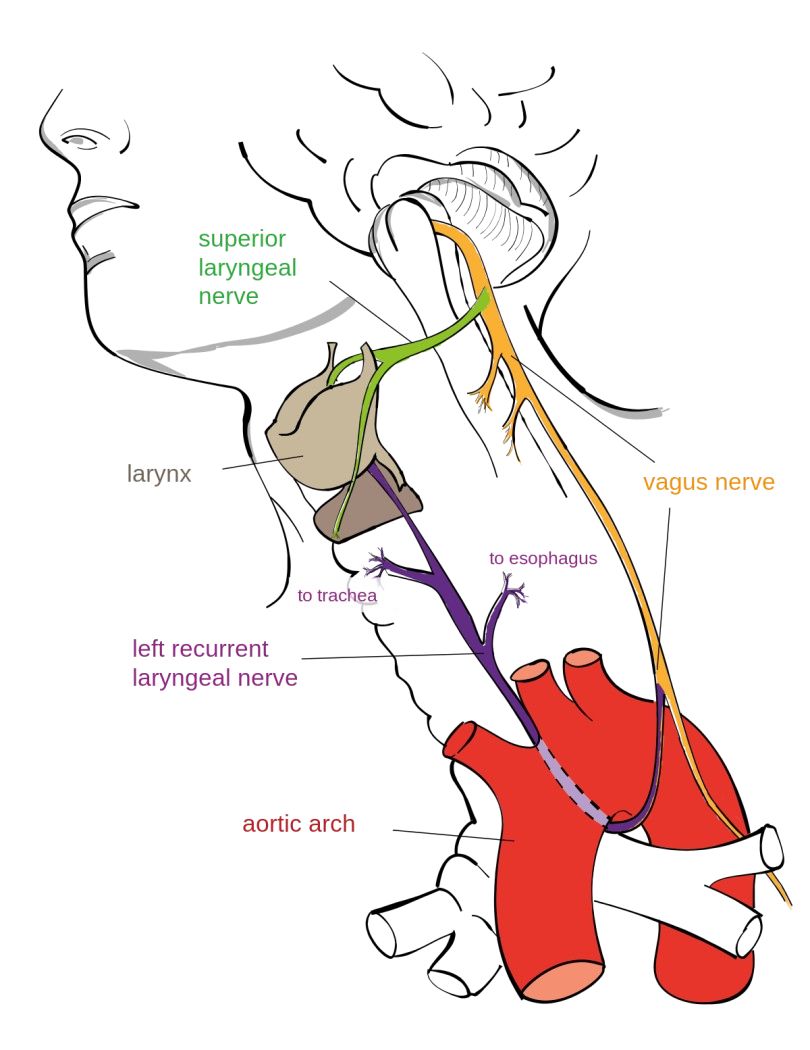 superior
laryngeal
nerve
larynx
vagus nerve
to esophagus
to trachea
left recurrent
laryngeal nerve
aortic arch